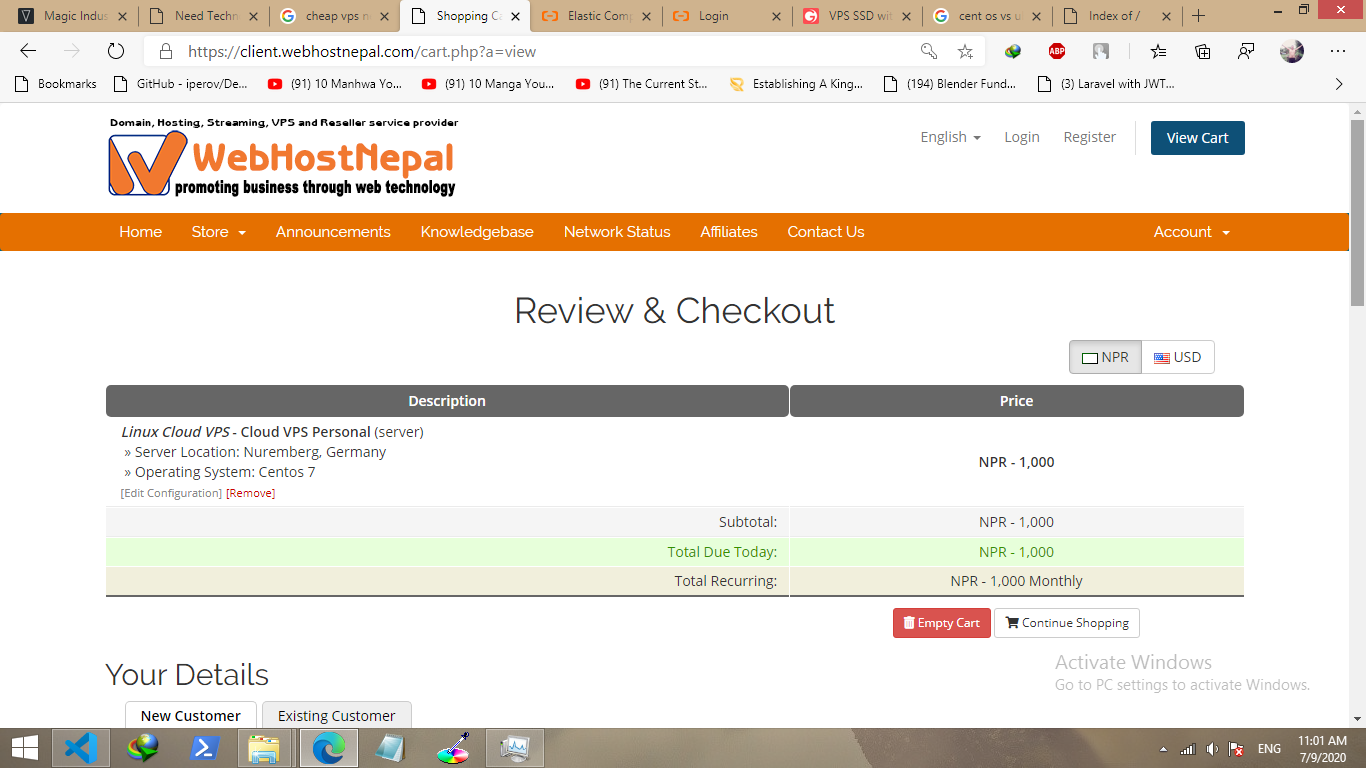 Magic Indus
Need Techn
cheap vps n
Shopping Ca
Elastic Comp
Login
VPS SSD wit
cent os vs u
Index of /
https://client.webhostnepal.com/cart.php?a=view
ABP
Bookmarks
GitHub - iperov/De...
(91) 10 Manhwa Yo...
(91) 10 Manga You...
(91) The Current St...
Establishing A King...
(194) Blender Fund...
(3) Laravel with JWT...
Domain, Hosting, Streaming, VPS and Reseller service provider
WebHostNepal
promoting business through web technology
English
Login
Register
View Cart
Home
Store
Announcements
Knowledgebase
Network Status
Affiliates
Contact Us
Account
Review & Checkout
NPR
USD
Description
Price
Linux Cloud VPS - Cloud VPS Personal (server)
» Server Location: Nuremberg, Germany
» Operating System: Centos 7
[Edit Configuration] [Remove]
NPR - 1,000
Subtotal:
NPR - 1,000
Total Due Today:
NPR - 1,000
Total Recurring:
NPR - 1,000 Monthly
Empty Cart
Continue Shopping
Your Details
New Customer
Existing Customer
Activate Windows
Go to PC settings to activate Windows.
ENG
11:01 AM
7/9/2020